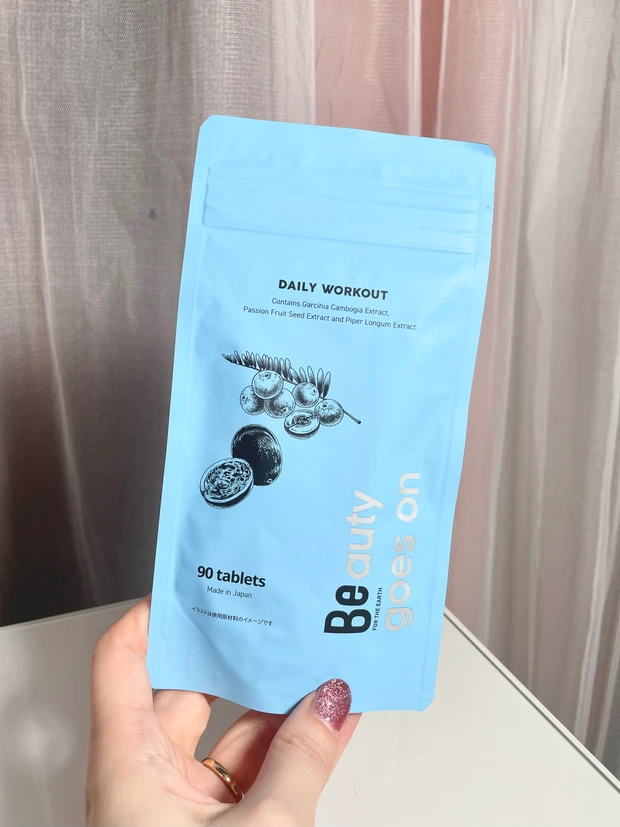 DAILY WORKOUT
Contains Garcinia Cambogia Extract,
Passion Fruit Seed Extract and Piper Longum Extract.
90 tablets
Made in Japan
イラストは使用原材料のイメージです
Beauty
FOR THE EARTH
goes on